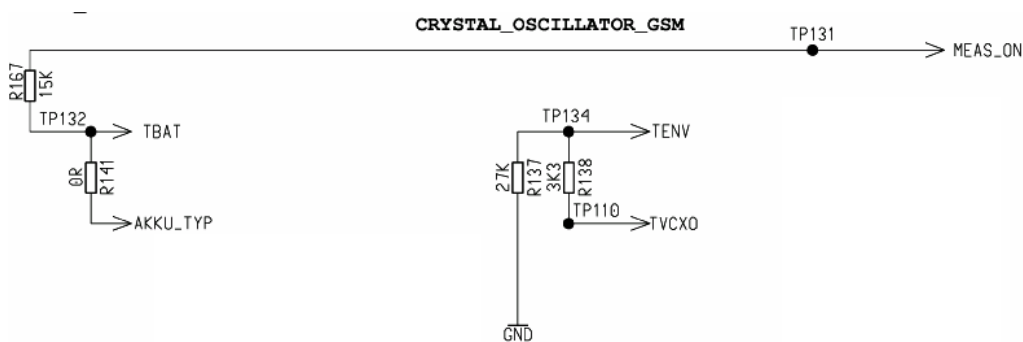 CRYSTAL_OSCILLATOR_GSM
TP131
MEAS_ON
R167
15K
TP132
TBAT
TP134
TENV
0R
R141
27K
R137
3K3
R138
TP110
AKKU_TYP
TVCXO
GND